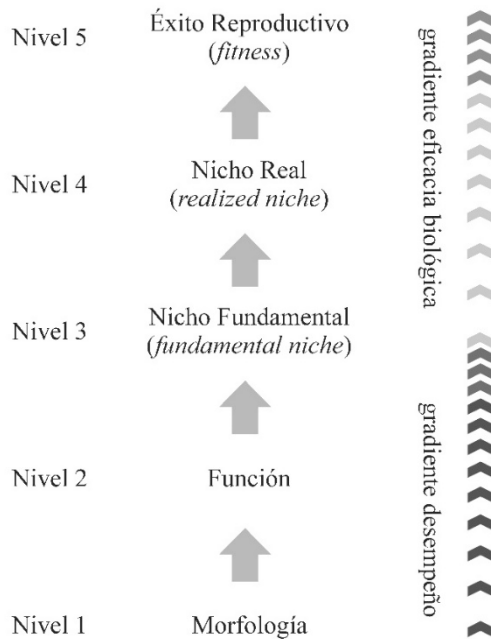 Nivel 5
Éxito Reproductivo
(fitness)
Nivel 4
Nicho Real
(realized niche)
Nivel 3
Nicho Fundamental
(fundamental niche)
Nivel 2
Función
Nivel 1
Morfología
gradiente eficacia biológica
gradiente desempeño